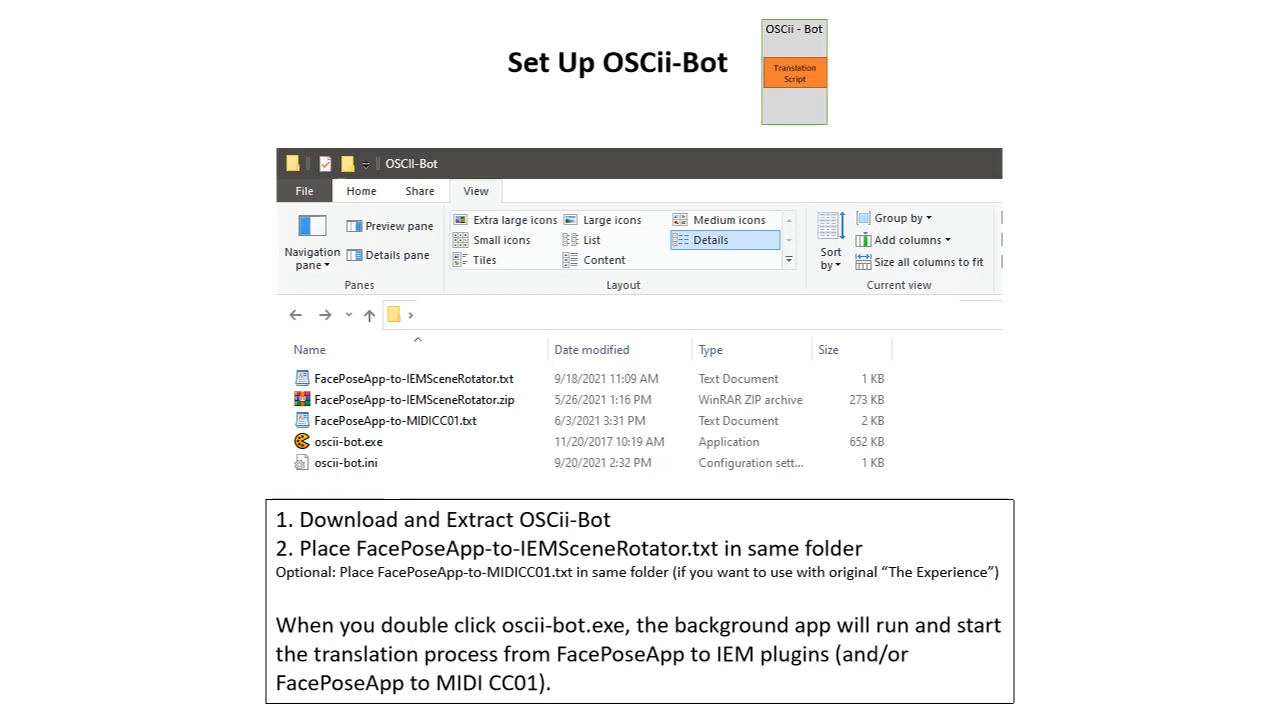 Set Up OSCii-Bot
OSCii - Bot
Translation
Script
OSCII-Bot
File Home Share View
Preview pane
Details pane
Navigation
pane
Panes
Extra large icons Large icons Medium icons
Small icons List Details
Tiles Content
Layout
Sort
by
Group by
Add columns
Size all columns to fit
Current view
Name Date modified Type Size
FacePoseApp-to-IEMSceneRotator.txt 9/18/2021 11:09 AM Text Document 1 KB
FacePoseApp-to-IEMSceneRotator.zip 5/26/2021 1:16 PM WinRAR ZIP archive 273 KB
FacePoseApp-to-MIDICC01.txt 6/3/2021 3:31 PM Text Document 2 KB
oscii-bot.exe 11/20/2017 10:19 AM Application 652 KB
oscii-bot.ini 9/20/2021 2:32 PM Configuration sett... 1 KB
1. Download and Extract OSCii-Bot
2. Place FacePoseApp-to-IEMSceneRotator.txt in same folder
Optional: Place FacePoseApp-to-MIDICC01.txt in same folder (if you want to use with original “The Experience”)
When you double click oscii-bot.exe, the background app will run and start
the translation process from FacePoseApp to IEM plugins (and/or
FacePoseApp to MIDI CC01).